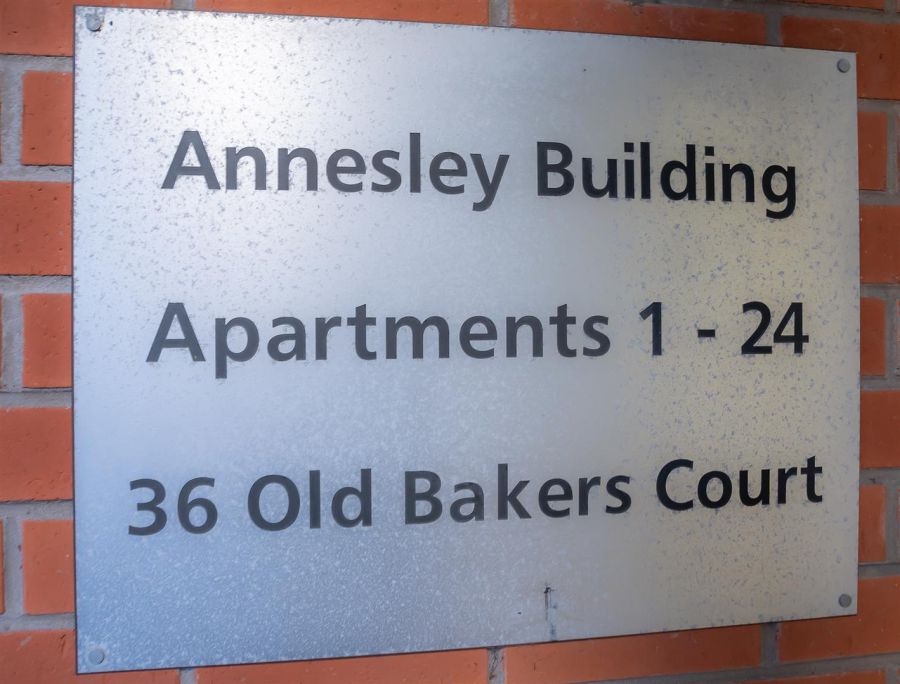 Annesley Building
Apartments 1 - 24
36 Old Bakers Court